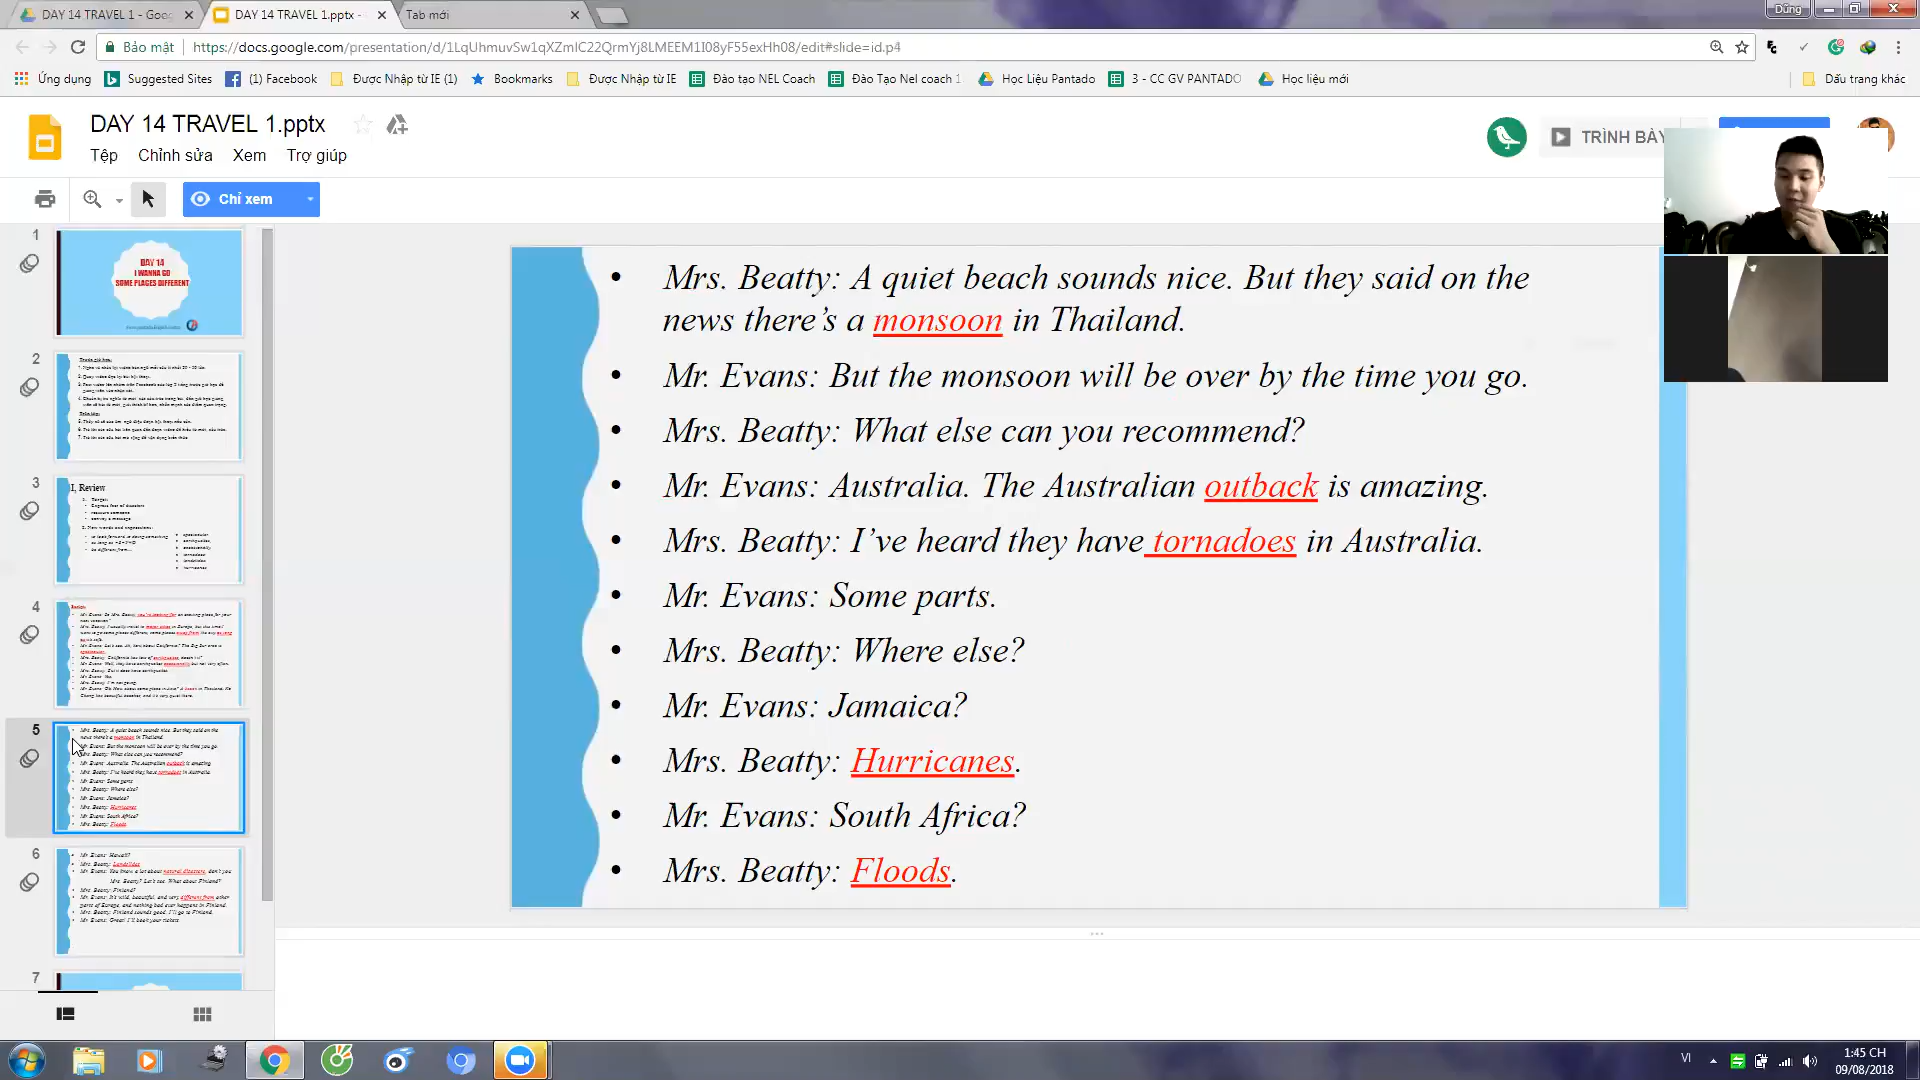 DAY 14 TRAVEL 1 - Goog
DAY 14 TRAVEL 1.pptx -
Tab mới
Dũng
Bảo mật
https://docs.google.com/presentation/d/1LqUhmuvSw1qXZmIC22QrmYj8LMEEM1I08yF55exHh08/edit#slide=id.p4
Ứng dụng
Suggested Sites
(1) Facebook
Được Nhập từ IE (1)
Bookmarks
Được Nhập từ IE
Đào tạo NEL Coach
Đào Tạo Nel coach 1
Học Liệu Pantado
3 - CC GV PANTADO
Học liệu mới
Dấu trang khác
DAY 14 TRAVEL 1.pptx
Tệp Chỉnh sửa Xem Trợ giúp
TRÌNH BÀY
Chỉ xem
1
DAY 14
I WANNA GO
SOME PLACES DIFFERENT
2
3
I, Review
4
5
6
7
• Mrs. Beatty: A quiet beach sounds nice. But they said on the
news there's a monsoon in Thailand.
• Mr. Evans: But the monsoon will be over by the time you go.
• Mrs. Beatty: What else can you recommend?
• Mr. Evans: Australia. The Australian outback is amazing.
• Mrs. Beatty: I've heard they have tornadoes in Australia.
• Mr. Evans: Some parts.
• Mrs. Beatty: Where else?
• Mr. Evans: Jamaica?
• Mrs. Beatty: Hurricanes.
• Mr. Evans: South Africa?
• Mrs. Beatty: Floods.
VI
1:45 CH
09/08/2018